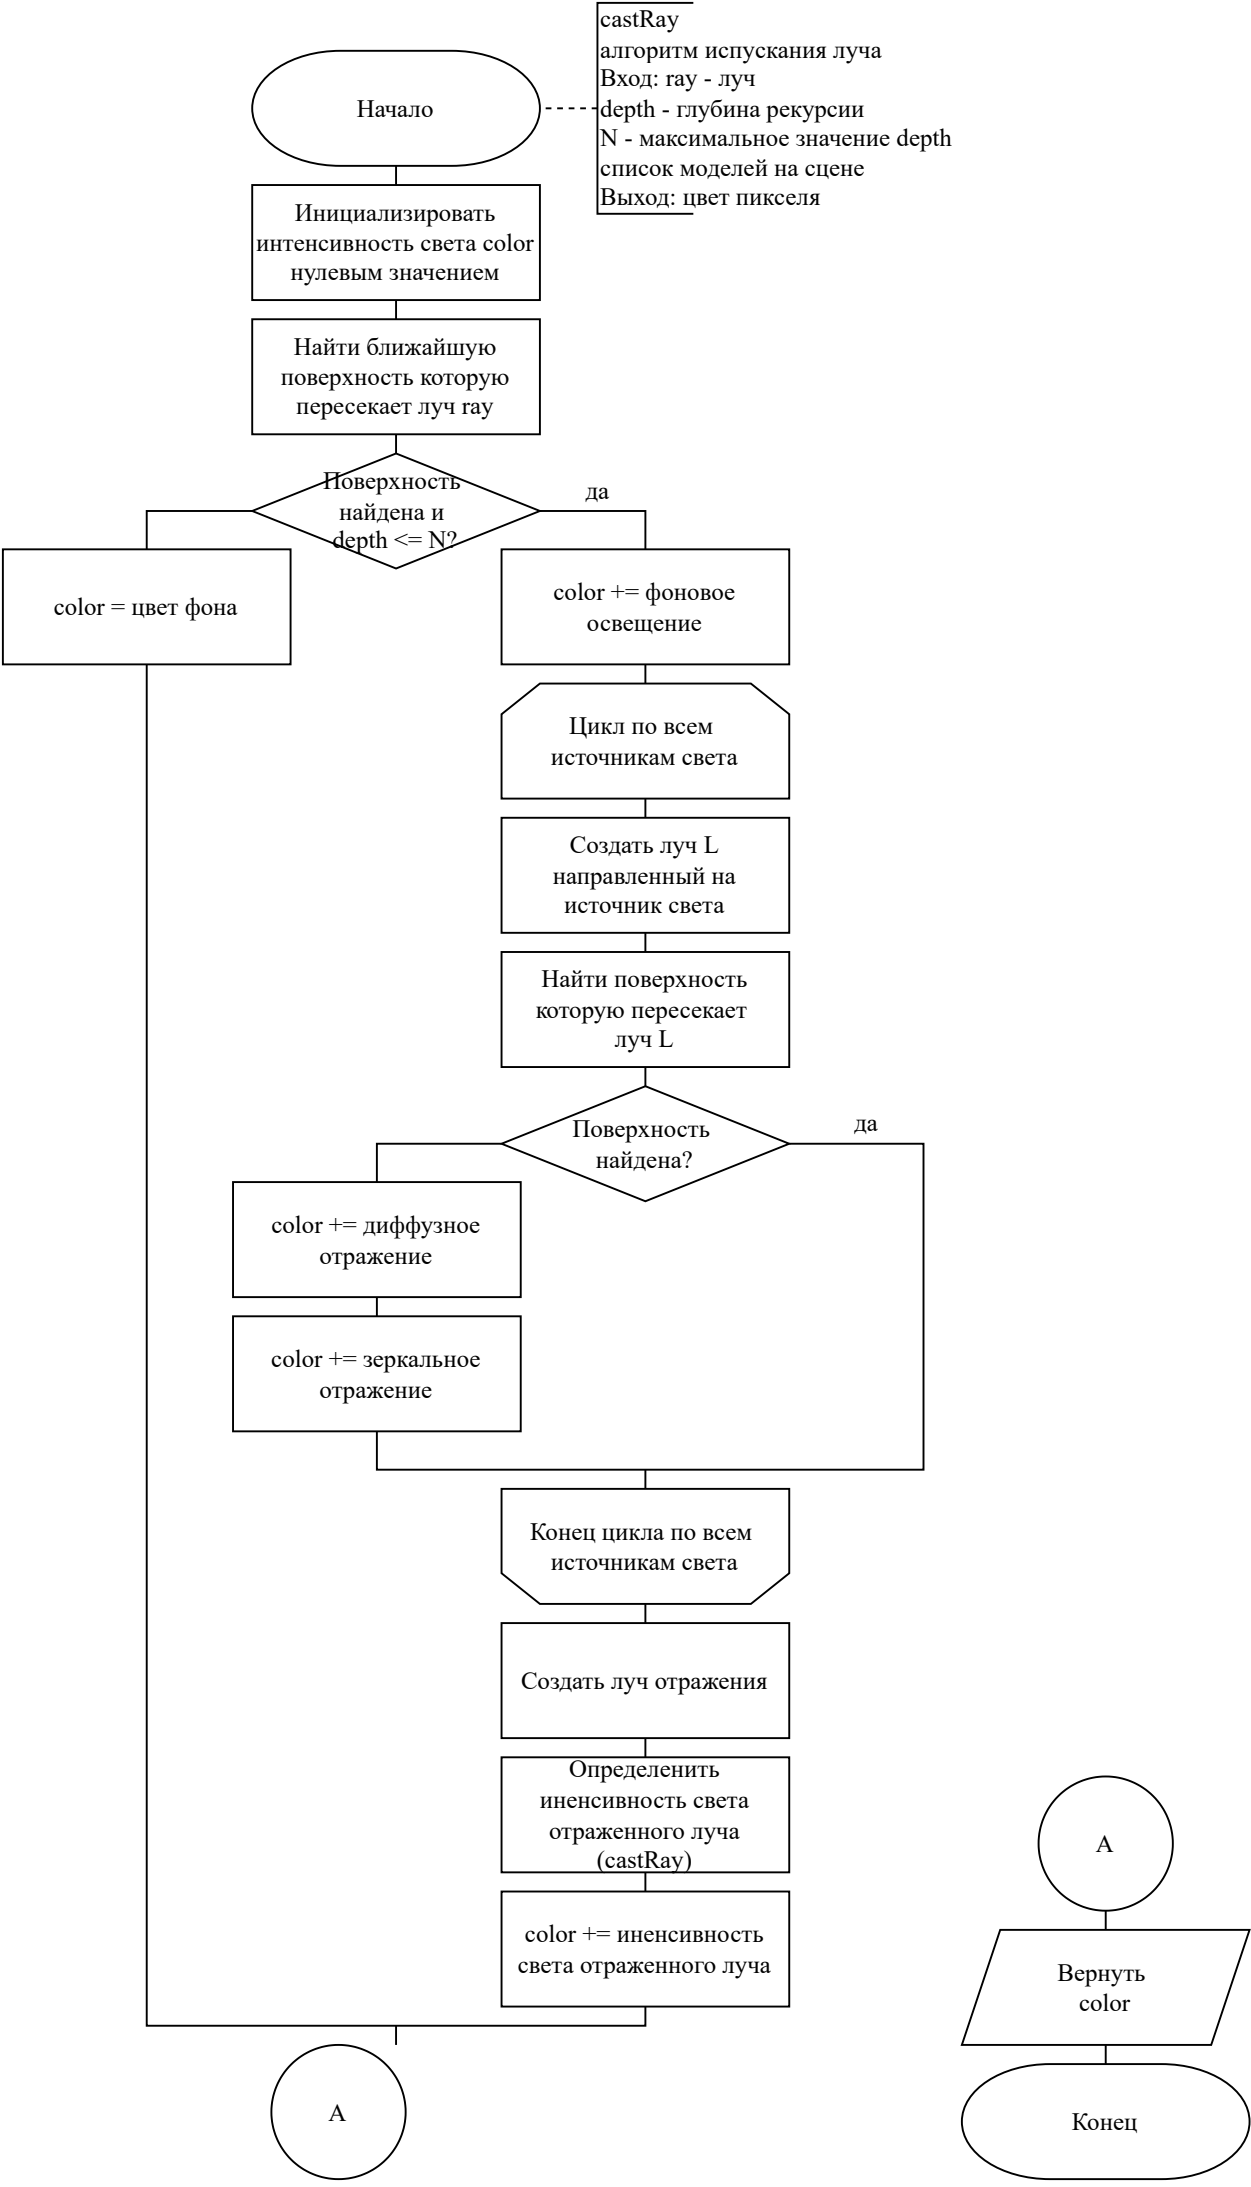 castRay
алгоритм испускания луча
Вход: ray - луч
depth - глубина рекурсии
N - максимальное значение depth
список моделей на сцене
Выход: цвет пикселя
Начало
Инициализировать
интенсивность света color
нулевым значением
Найти ближайшую
поверхность которую
пересекает луч ray
Поверхность
найдена и
depth <= N?
да
color = цвет фона
color += фоновое
освещение
Цикл по всем
источникам света
Создать луч L
направленный на
источник света
Найти поверхность
которую пересекает
луч L
Поверхность
найдена?
да
color += диффузное
отражение
color += зеркальное
отражение
Конец цикла по всем
источникам света
Создать луч отражения
Определенить
иненсивность света
отраженного луча
(castRay)
color += иненсивность
света отраженного луча
A
A
Вернуть
color
Конец